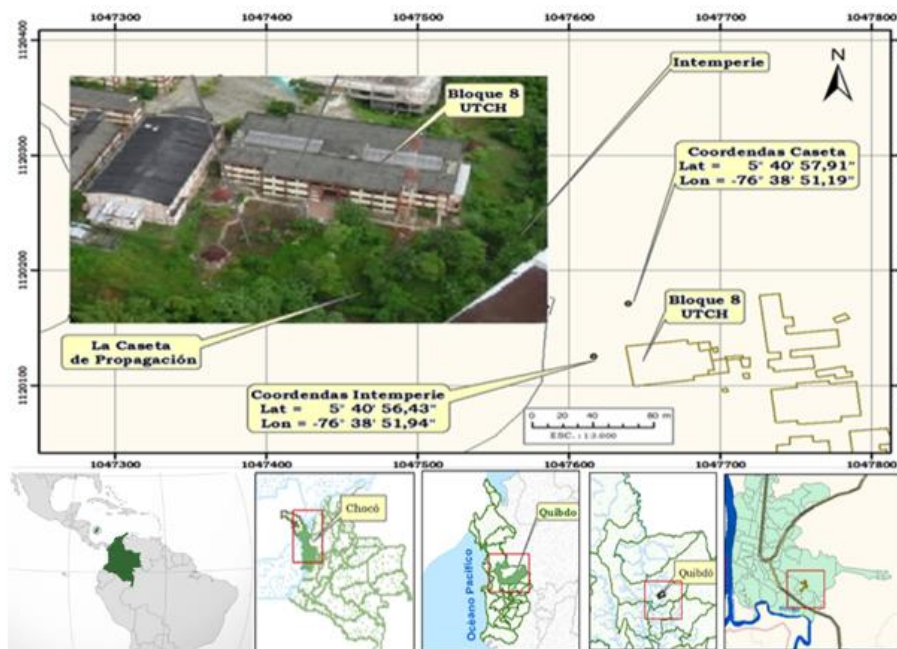 1047300 1047400 1047500 1047600 1047700 1047800
1120400
1120300
1120200
1120100
Intemperie
N
Bloque 8
UTCH
Coordendas Caseta
Lat = 5° 40' 57,91"
Lon = -76° 38' 51,19"
Bloque 8
UTCH
La Caseta
de Propagación
Coordendas Intemperie
Lat = 5° 40' 56,43"
Lon = -76° 38' 51,94"
0 20 40 80 m
ESC. : 1:3.600
1047300 1047400 1047500 1047600 1047700 1047800
Chocó
Quibdo
Océano Pacífico
Quibdó